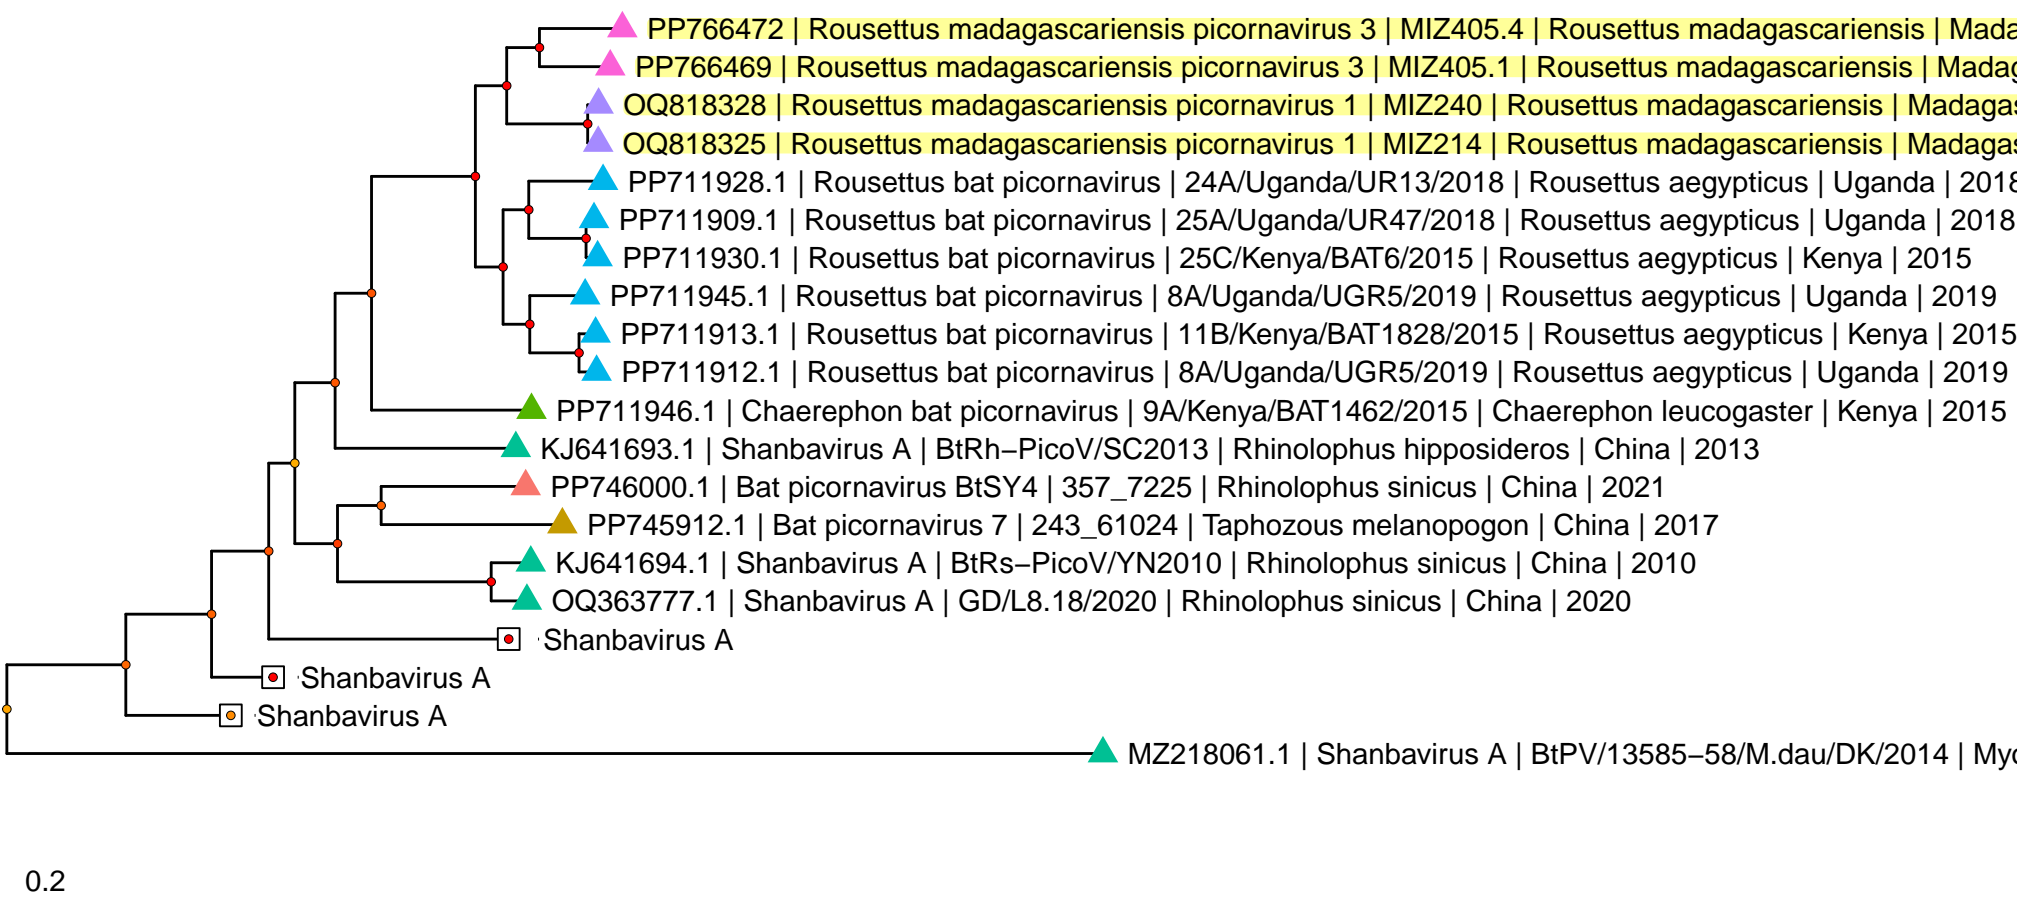 PP766472 | Rousettus madagascariensis picornavirus 3 | MIZ405.4 | Rousettus madagascariensis |
PP766469 | Rousettus madagascariensis picornavirus 3 | MIZ405.1 | Rousettus madagascariensis |
OQ818328 | Rousettus madagascariensis picornavirus 1 | MIZ240 | Rousettus madagascariensis |
OQ818325 | Rousettus madagascariensis picornavirus 1 | MIZ214 | Rousettus madagascariensis |
PP711928.1 | Rousettus bat picornavirus | 24A/Uganda/UR13/2018 | Rousettus aegypticus | Uganda | 2018
PP711909.1 | Rousettus bat picornavirus | 25A/Uganda/UR47/2018 | Rousettus aegypticus | Uganda | 2018
PP711930.1 | Rousettus bat picornavirus | 25C/Kenya/BAT6/2015 | Rousettus aegypticus | Kenya | 2015
PP711945.1 | Rousettus bat picornavirus | 8A/Uganda/UGR5/2019 | Rousettus aegypticus | Uganda | 2019
PP711913.1 | Rousettus bat picornavirus | 11B/Kenya/BAT1828/2015 | Rousettus aegypticus | Kenya | 2015
PP711912.1 | Rousettus bat picornavirus | 8A/Uganda/UGR5/2019 | Rousettus aegypticus | Uganda | 2019
PP711946.1 | Chaerephon bat picornavirus | 9A/Kenya/BAT1462/2015 | Chaerephon leucogaster | Kenya | 2015
KJ641693.1 | Shanbavirus A | BtRh−PicoV/SC2013 | Rhinolophus hipposideros | China | 2013
PP746000.1 | Bat picornavirus BtSY4 | 357_7225 | Rhinolophus sinicus | China | 2021
PP745912.1 | Bat picornavirus 7 | 243_61024 | Taphozous melanopogon | China | 2017
KJ641694.1 | Shanbavirus A | BtRs−PicoV/YN2010 | Rhinolophus sinicus | China | 2010
OQ363777.1 | Shanbavirus A | GD/L8.18/2020 | Rhinolophus sinicus | China | 2020
Shanbavirus A
Shanbavirus A
Shanbavirus A
MZ218061.1 | Shanbavirus A | BtPV/13585−58/M.dau/DK/2014 |
0.2